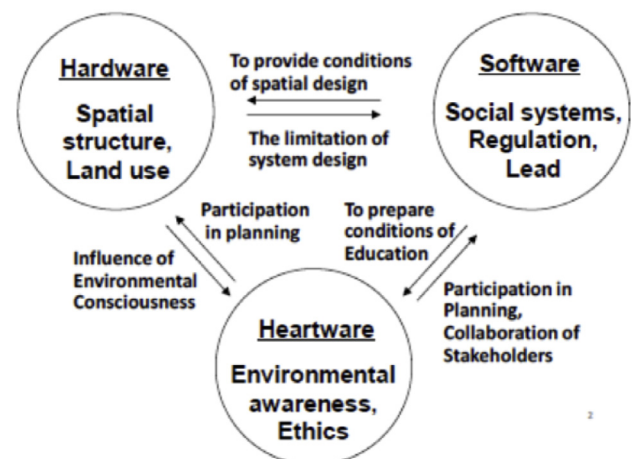 Hardware
Spatial
structure,
Land use
To provide conditions
of spatial design
The limitation of
system design
Software
Social systems,
Regulation,
Lead
Participation
in planning
To prepare
conditions of
Education
Influence of
Environmental
Consciousness
Participation in
Planning,
Collaboration of
Stakeholders
Heartware
Environmental
awareness,
Ethics
2